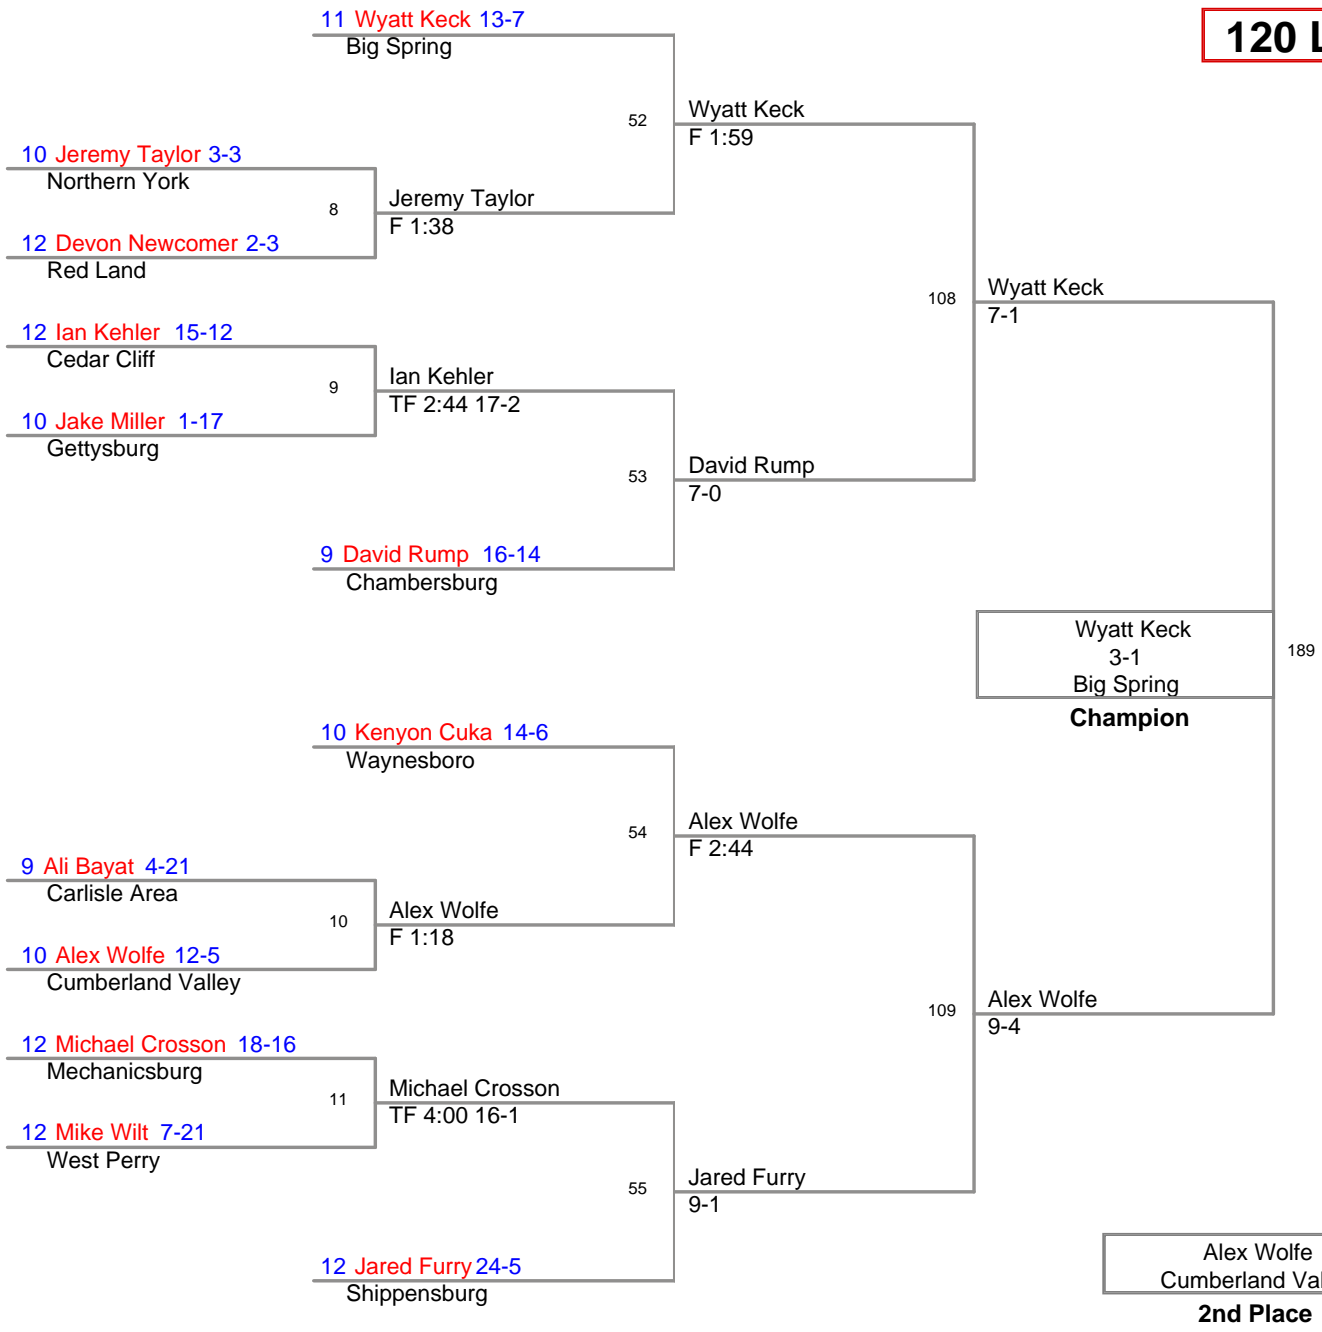 11 Wyatt Keck 13-7
Big Spring
120 L
52
Wyatt Keck
F 1:59
10 Jeremy Taylor 3-3
Northern York
8
Jeremy Taylor
F 1:38
12 Devon Newcomer 2-3
Red Land
108
Wyatt Keck
7-1
12 Ian Kehler 15-12
Cedar Cliff
9
Ian Kehler
TF 2:44 17-2
10 Jake Miller 1-17
Gettysburg
53
David Rump
7-0
9 David Rump 16-14
Chambersburg
Wyatt Keck
3-1
Big Spring
Champion
189
10 Kenyon Cuka 14-6
Waynesboro
54
Alex Wolfe
F 2:44
9 Ali Bayat 4-21
Carlisle Area
10
Alex Wolfe
F 1:18
10 Alex Wolfe 12-5
Cumberland Valley
109
Alex Wolfe
9-4
12 Michael Crosson 18-16
Mechanicsburg
11
Michael Crosson
TF 4:00 16-1
12 Mike Wilt 7-21
West Perry
55
Jared Furry
9-1
12 Jared Furry 24-5
Shippensburg
Alex Wolfe
Cumberland Val
2nd Place